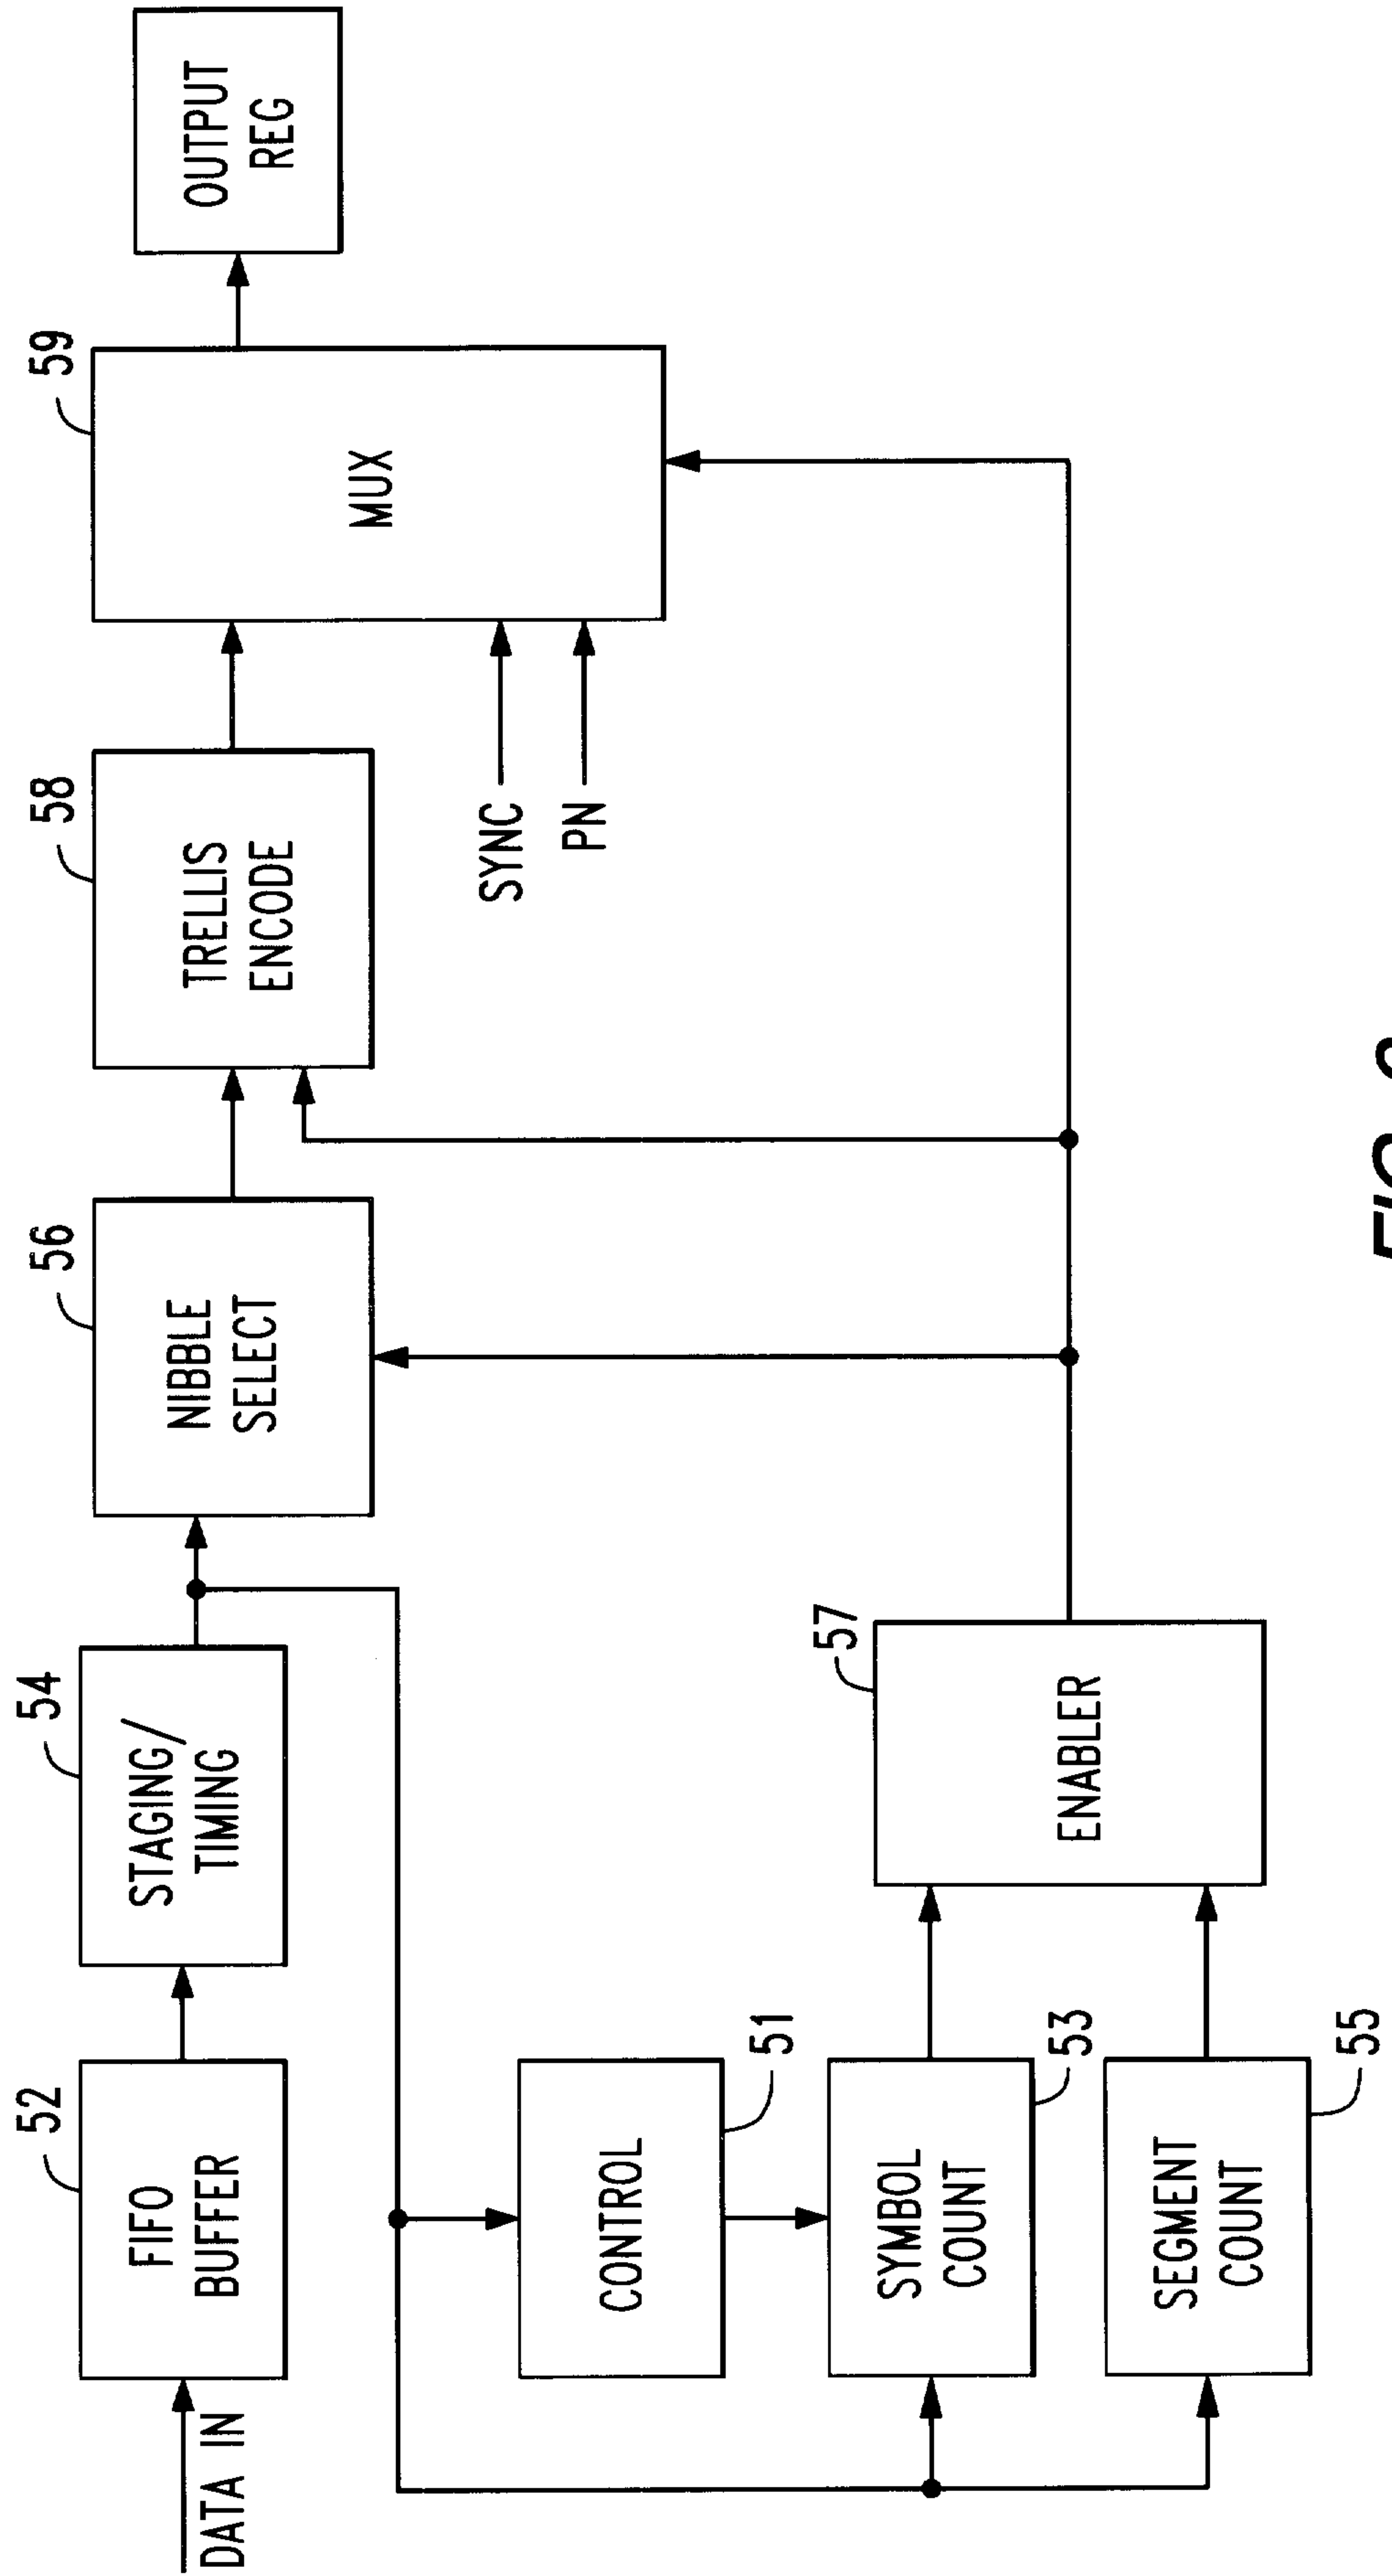 DATA IN
52
FIFO
BUFFER
54
STAGING/
TIMING
56
NIBBLE
SELECT
58
TRELLIS
ENCODE
59
MUX
OUTPUT
REG
SYNC
PN
CONTROL
51
SYMBOL
COUNT
53
SEGMENT
COUNT
55
57
ENABLER
FIG.